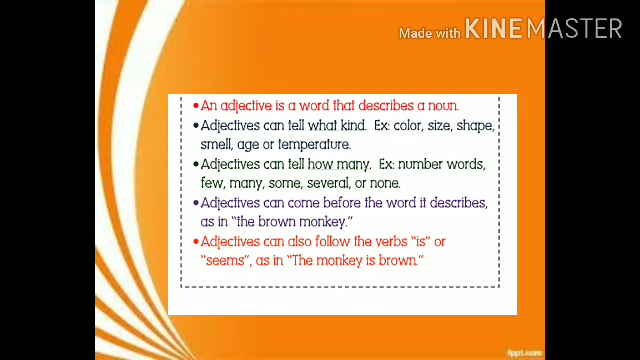 Made with KINEMASTER
•An adjective is a word that describes a noun.
•Adjectives can tell what kind. Ex: color, size, shape,
smell, age or temperature.
•Adjectives can tell how many. Ex: number words,
few, many, some, several, or none.
•Adjectives can come before the word it describes,
as in “the brown monkey.”
•Adjectives can also follow the verbs “is” or
“seems”, as in “The monkey is brown.”